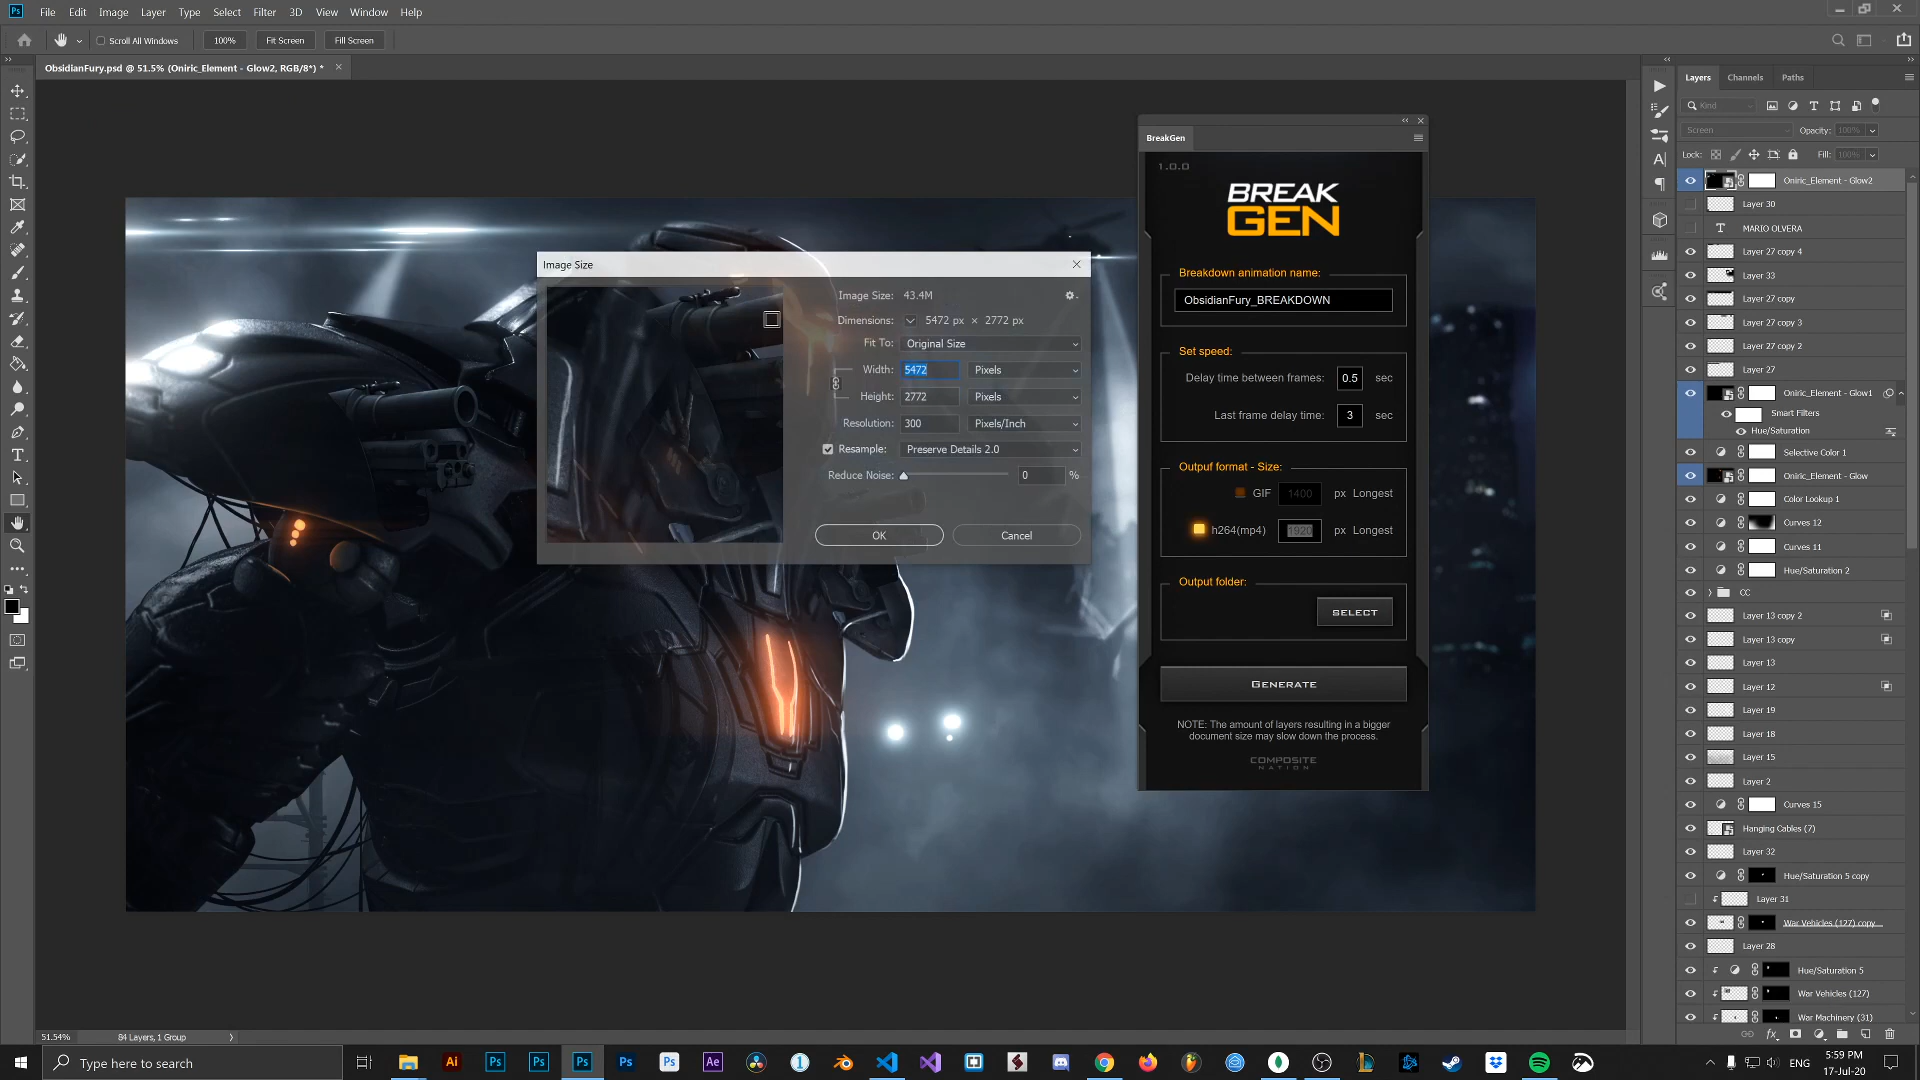 File Edit Image Layer Type Select Filter 3D View Window Help
Scroll All Windows 100% Fit Screen Fill Screen
ObsidianFury.psd @ 51.5% (Oniric_Element - Glow2, RGB/8*) *
Image Size
Image Size: 43.4M
Dimensions: 5472 px × 2772 px
Fit To: Original Size
Width: 5472 Pixels
Height: 2772 Pixels
Resolution: 300 Pixels/Inch
Resample: Preserve Details 2.0
Reduce Noise: 0 %
OK Cancel
BreakGen
1.0.0
BREAK
GEN
Breakdown animation name:
ObsidianFury_BREAKDOWN
Set speed:
Delay time between frames: 0.5 sec
Last frame delay time: 3 sec
Outpuf format - Size:
GIF 1400 px Longest
h264(mp4) 1920 px Longest
Output folder:
SELECT
GENERATE
NOTE: The amount of layers resulting in a bigger
document size may slow down the process.
COMPOSITE
NATION
Layers Channels Paths
Kind
Screen Opacity: 100%
Lock: Fill: 100%
Oniric_Element - Glow2
Layer 30
MARIO OLVERA
Layer 27 copy 4
Layer 33
Layer 27 copy
Layer 27 copy 3
Layer 27 copy 2
Layer 27
Oniric_Element - Glow1
Smart Filters
Hue/Saturation
Selective Color 1
Oniric_Element - Glow
Color Lookup 1
Curves 12
Curves 11
Hue/Saturation 2
CC
Layer 13 copy 2
Layer 13 copy
Layer 13
Layer 12
Layer 19
Layer 18
Layer 15
Layer 2
Curves 15
Hanging Cables (7)
Layer 32
Hue/Saturation 5 copy
Layer 31
War Vehicles (127) copy
Layer 28
Hue/Saturation 5
War Vehicles (127)
War Machinery (31)
51.54% 84 Layers, 1 Group
Type here to search
ENG
5:59 PM
17-Jul-20